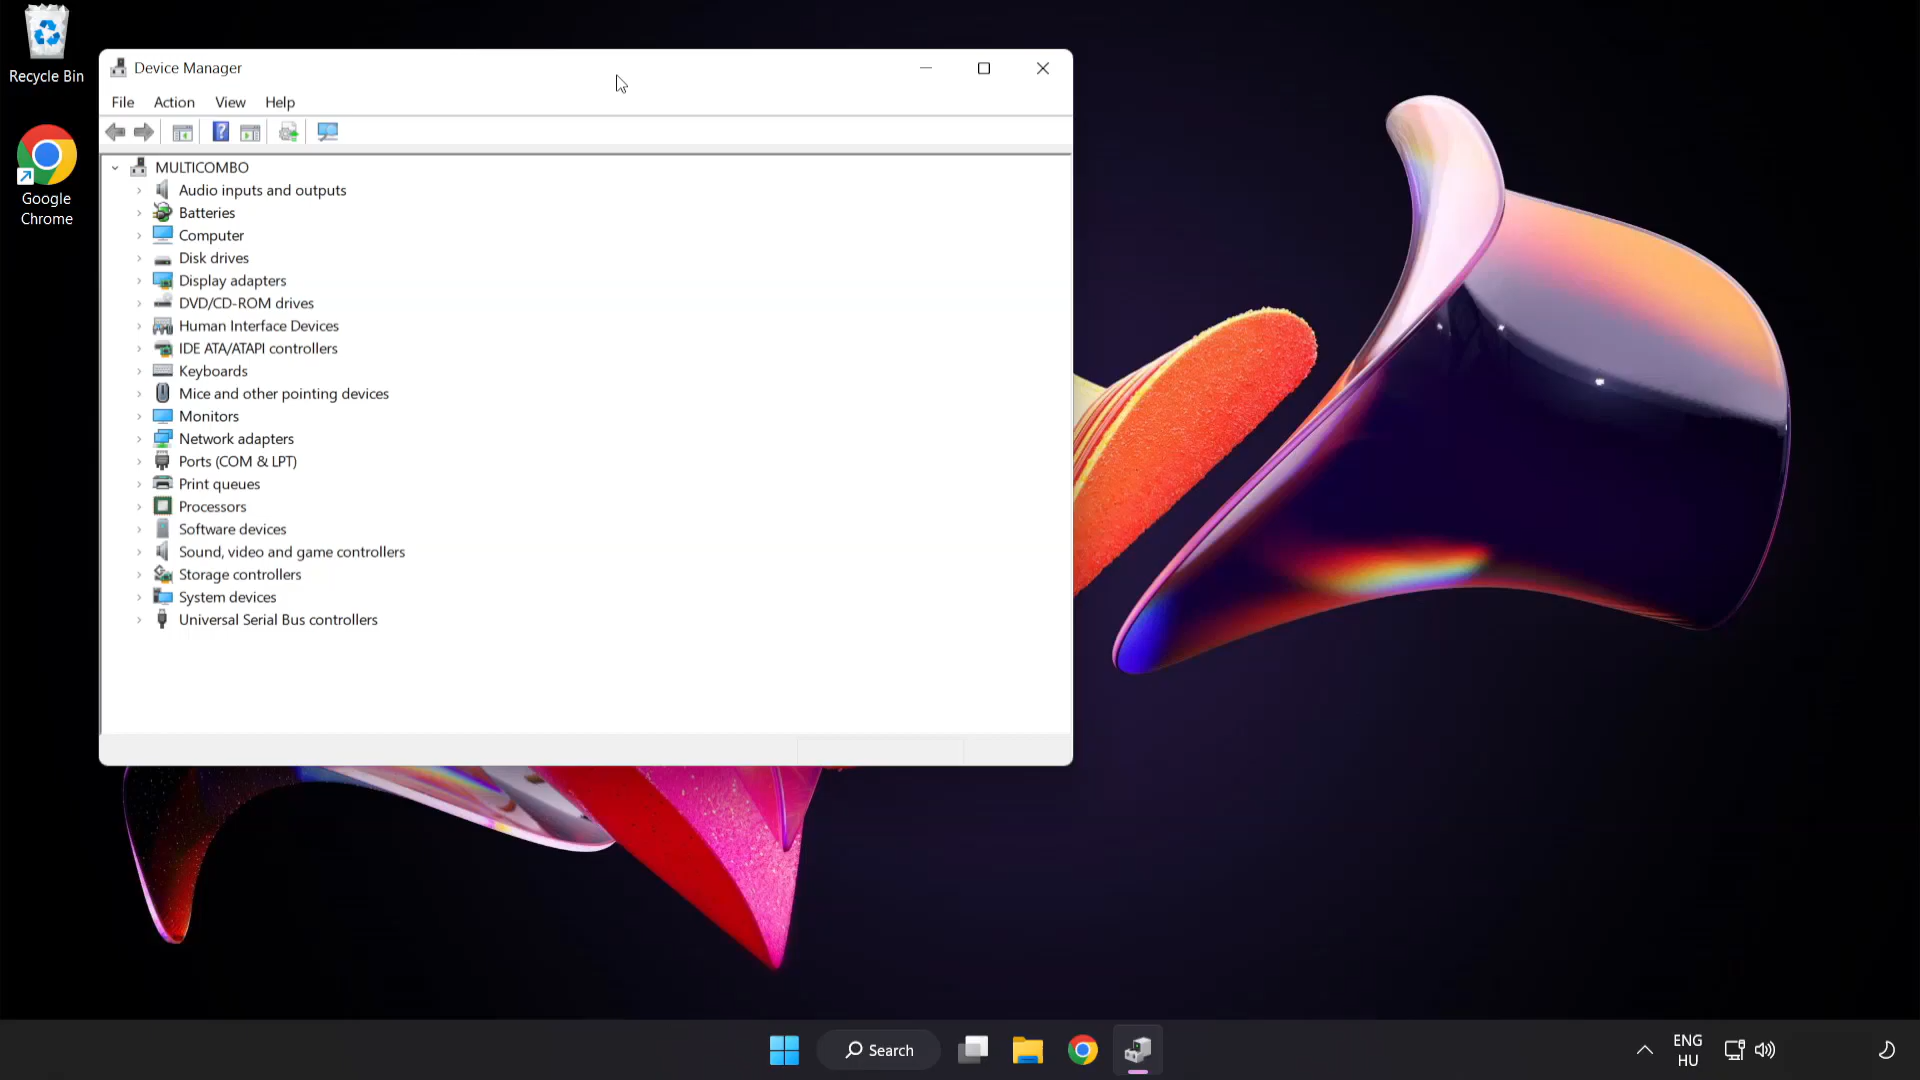 Recycle Bin
Google
Chrome
Device Manager
File Action View Help
MULTICOMBO
Audio inputs and outputs
Batteries
Computer
Disk drives
Display adapters
DVD/CD-ROM drives
Human Interface Devices
IDE ATA/ATAPI controllers
Keyboards
Mice and other pointing devices
Monitors
Network adapters
Ports (COM & LPT)
Print queues
Processors
Software devices
Sound, video and game controllers
Storage controllers
System devices
Universal Serial Bus controllers
Search
ENG
HU